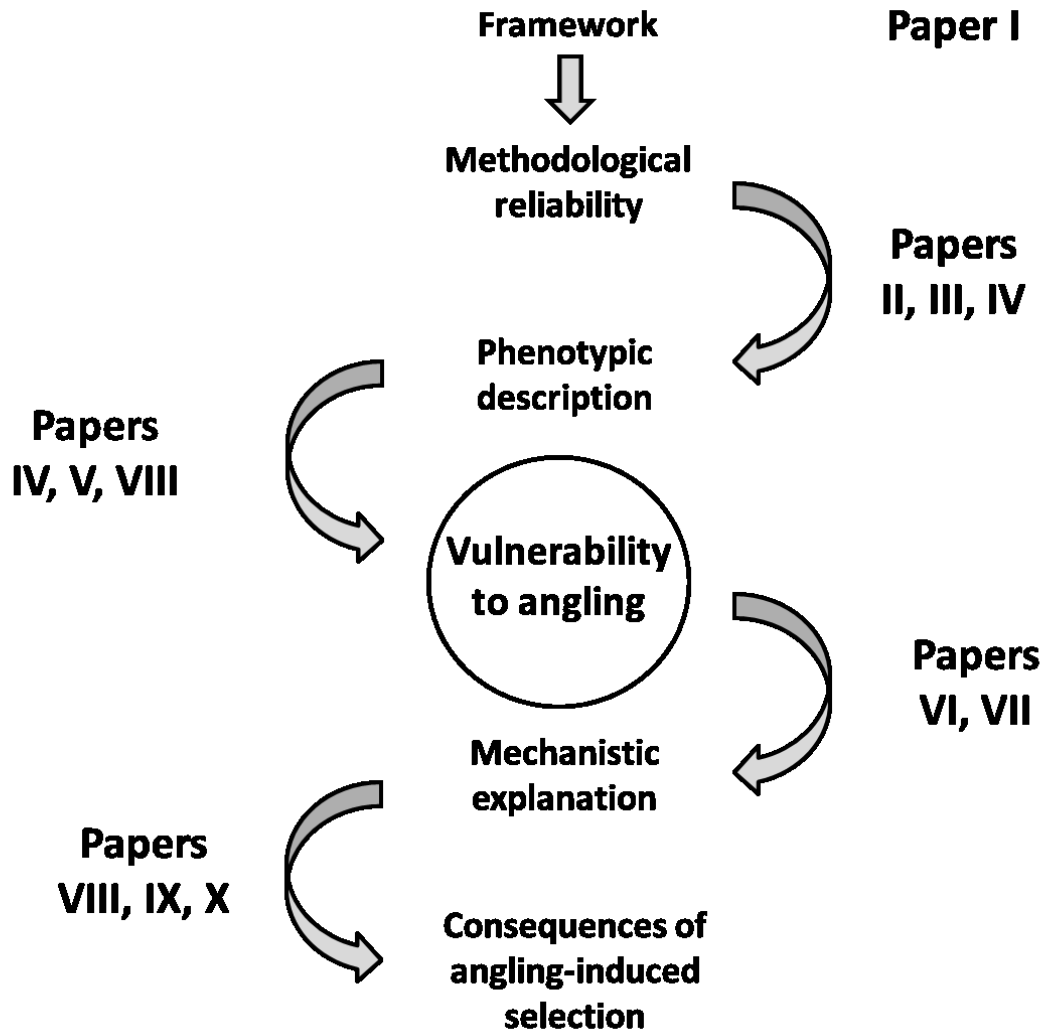 Framework
Paper I
Methodological
reliability
Papers
II, III, IV
Phenotypic
description
Papers
IV, V, VIII
Vulnerability
to angling
Papers
VI, VII
Mechanistic
explanation
Papers
VIII, IX, X
Consequences of
angling-induced
selection